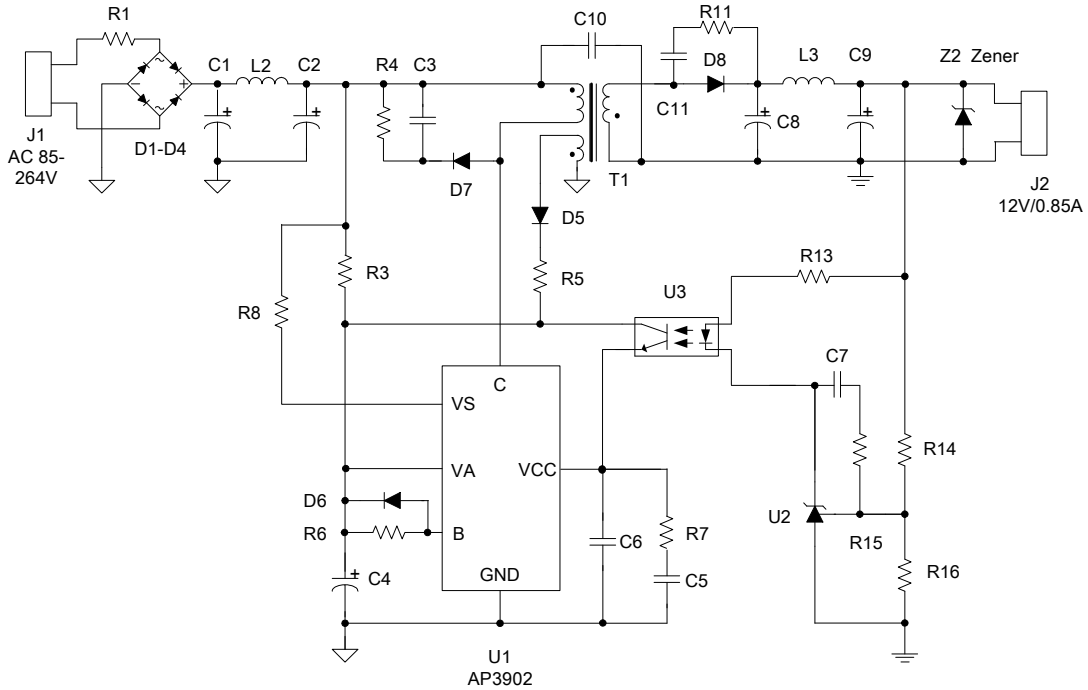 R1
C10
R11
C1
L2
C2
R4
C3
D8
L3
C9
Z2 Zener
~
~
-
+
+
+
+
+
C11
C8
J1
AC 85-
264V
D1-D4
D7
T1
J2
12V/0.85A
D5
R3
R5
R13
U3
R8
C
C7
VS
VA
VCC
R14
D6
R6
B
C6
R7
U2
R15
+
C4
GND
C5
R16
U1
AP3902